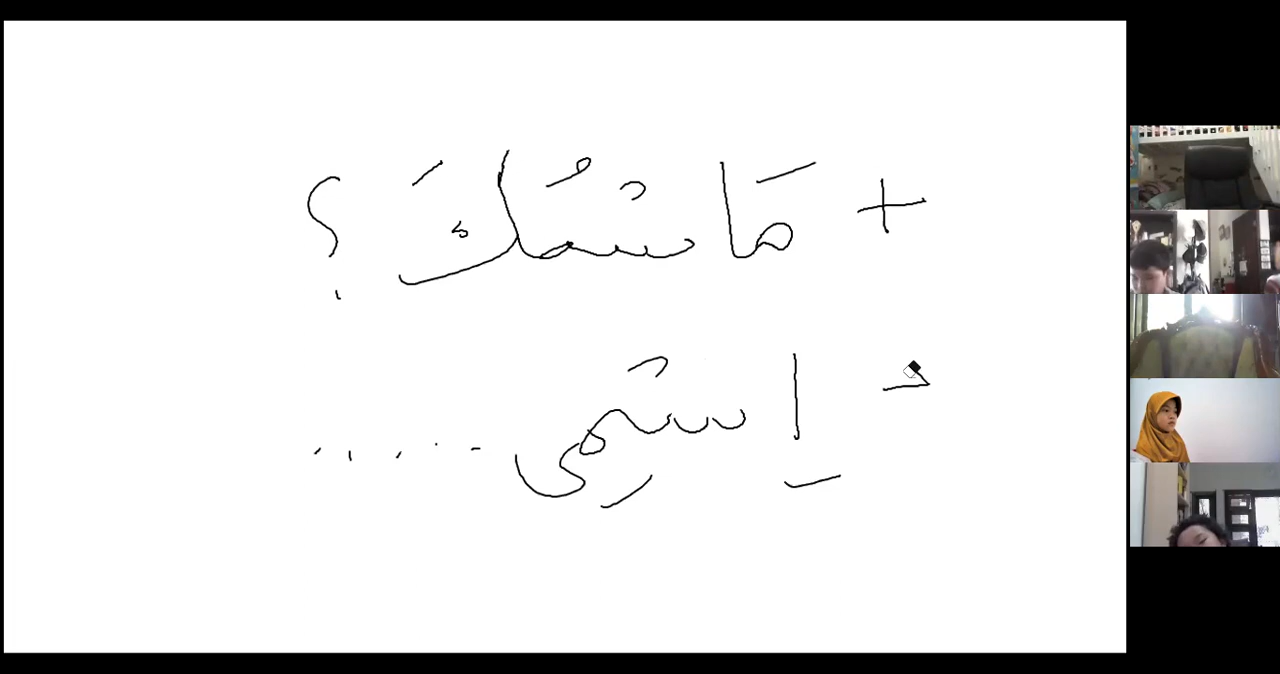 + مَاسْمُكَ ؟
اِسْمِى .....